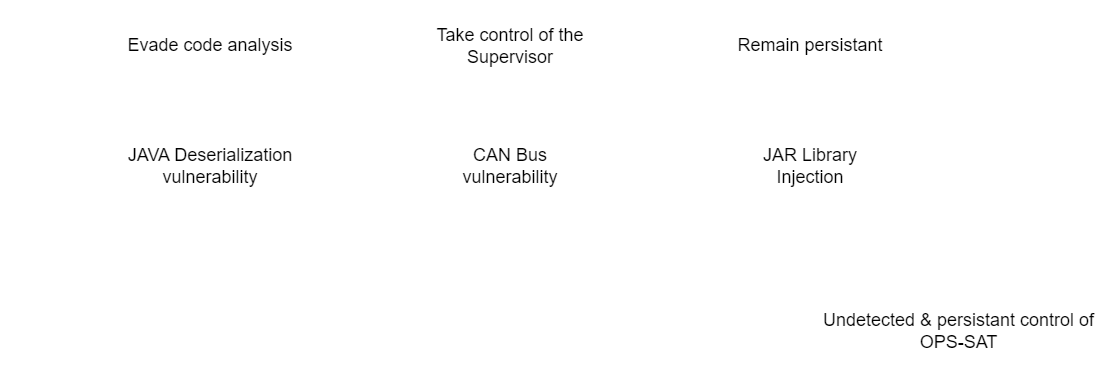 Evade code analysis
Take control of the
Supervisor
Remain persistant
JAVA Deserialization
vulnerability
CAN Bus
vulnerability
JAR Library
Injection
Undetected & persistant control of
OPS-SAT